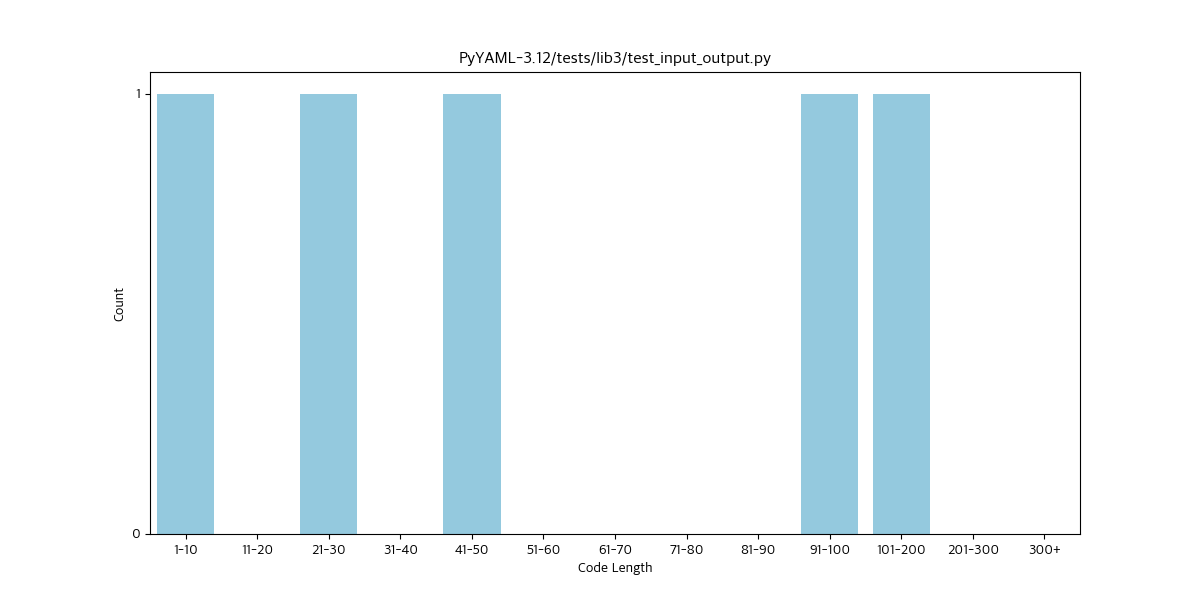 PyYAML-3.12/tests/lib3/test_input_output.py
1
Count
0
1-10 11-20 21-30 31-40 41-50 51-60 61-70 71-80 81-90 91-100 101-200 201-300 300+
Code Length